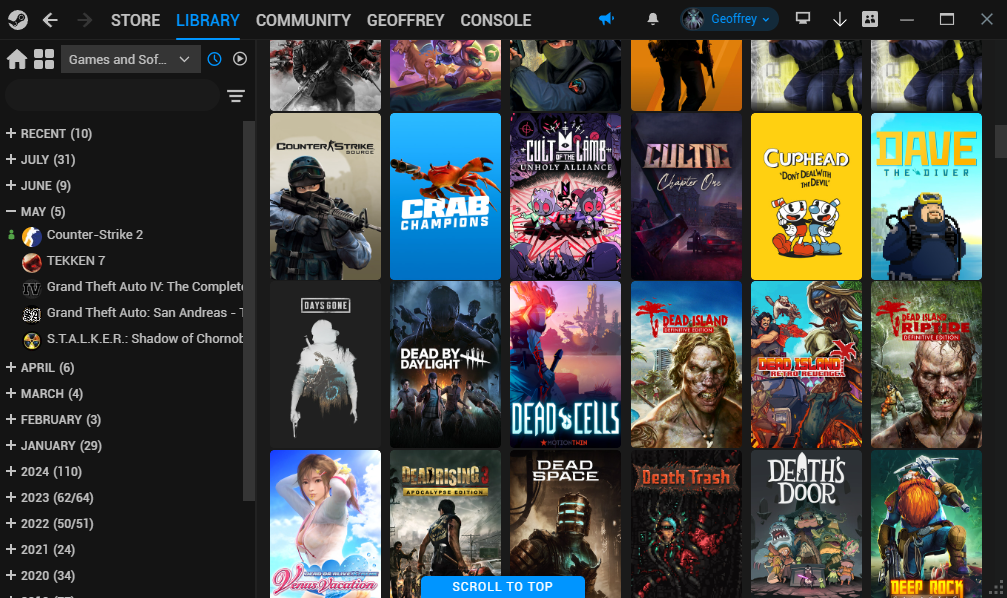 STORE LIBRARY COMMUNITY GEOFFREY CONSOLE Geoffrey
Games and Sof...
RECENT (10)
JULY (31)
JUNE (9)
MAY (5)
Counter-Strike 2
TEKKEN 7
Grand Theft Auto IV: The Complete
Grand Theft Auto: San Andreas - T
S.T.A.L.K.E.R.: Shadow of Chornob
APRIL (6)
MARCH (4)
FEBRUARY (3)
JANUARY (29)
2024 (110)
2023 (62/64)
2022 (50/51)
2021 (24)
2020 (34)
COUNTER-STRIKE
SOURCE
CRAB
CHAMPIONS
CULT OF THE LAMB
UNHOLY ALLIANCE
CULTIC
Chapter One
CUPHEAD
"DON'T DEAL WITH
THE DEVIL"
DAVE
THE DIVER
DAYS GONE
DEAD BY
DAYLIGHT
DEAD CELLS
MOTIONTWIN
DEAD ISLAND
DEFINITIVE EDITION
DEAD ISLAND
RETRO REVENGE
DEAD ISLAND
RIPTIDE
DEFINITIVE EDITION
DEAD OR ALIVE XTREME
Venus Vacation
DEADRISING 3
APOCALYPSE EDITION
DEAD
SPACE
Death Trash
DEATH'S
DOOR
DEEP ROCK
SCROLL TO TOP